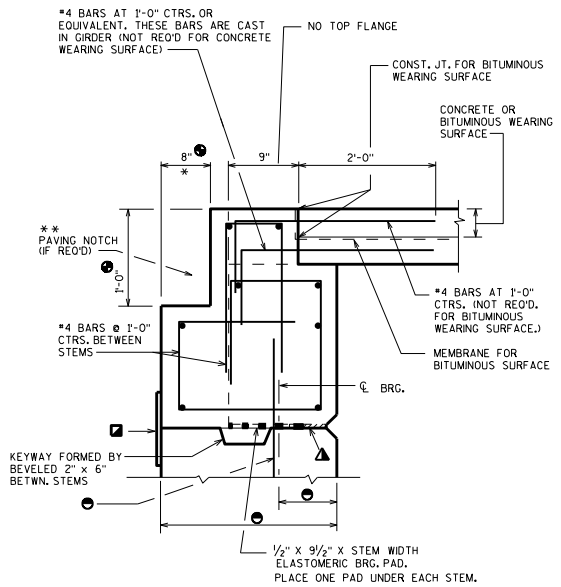 #4 BARS AT 1'-0" CTRS. OR
EQUIVALENT. THESE BARS ARE CAST
IN GIRDER (NOT REQ'D FOR CONCRETE
WEARING SURFACE)
NO TOP FLANGE
CONST. JT. FOR BITUMINOUS
WEARING SURFACE
CONCRETE OR
BITUMINOUS WEARING
SURFACE
8"
*
9"
2'-0"
**
PAVING NOTCH
(IF REQ'D)
1'-0"
#4 BARS AT 1'-0"
CTRS. (NOT REQ'D.
FOR BITUMINOUS
WEARING SURFACE.)
#4 BARS @ 1'-0"
CTRS. BETWEEN
STEMS
MEMBRANE FOR
BITUMINOUS SURFACE
℄ BRG.
KEYWAY FORMED BY
BEVELED 2" x 6"
BETWN. STEMS
½" X 9½" X STEM WIDTH
ELASTOMERIC BRG. PAD.
PLACE ONE PAD UNDER EACH STEM.